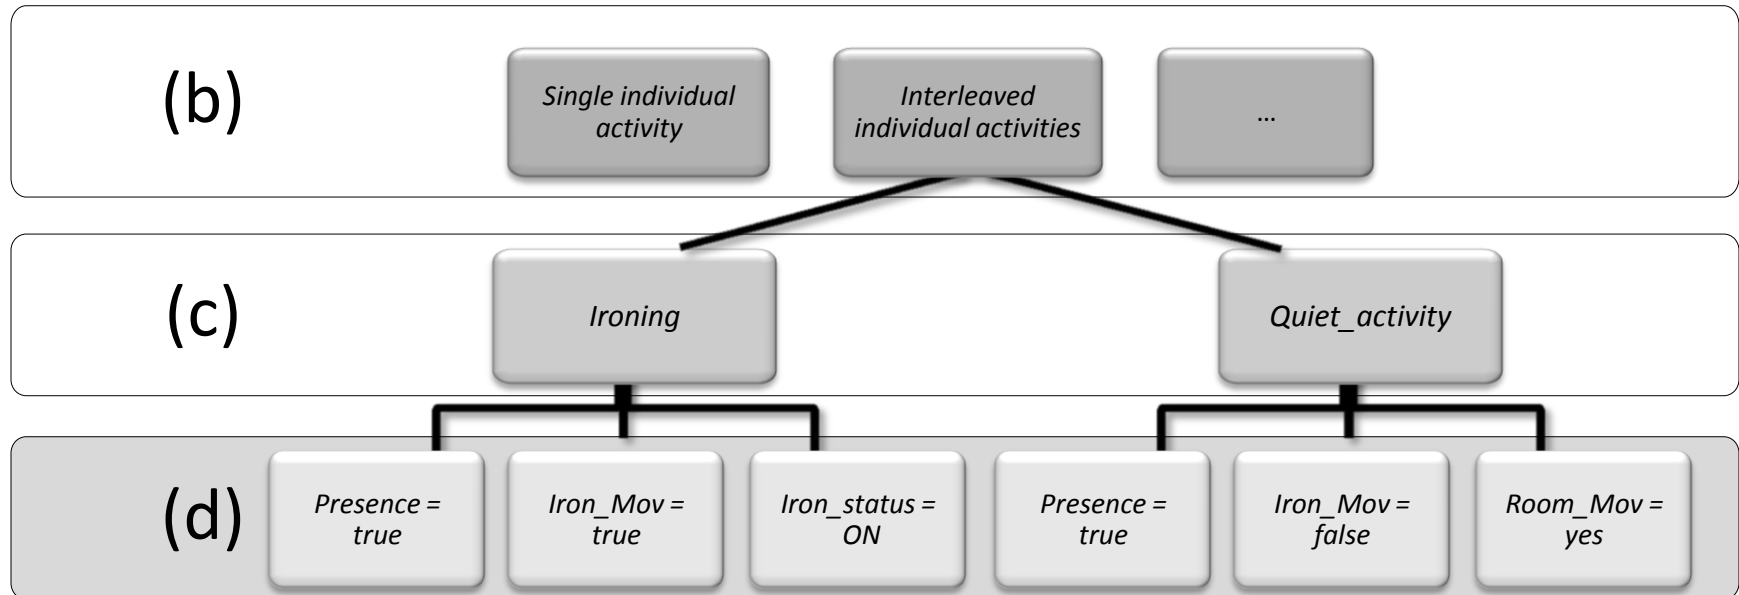 (b)
Single individual
activity
Interleaved
individual activities
...
(c)
Ironing
Quiet_activity
(d)
Presence =
true
Iron_Mov =
true
Iron_status =
ON
Presence =
true
Iron_Mov =
false
Room_Mov =
yes